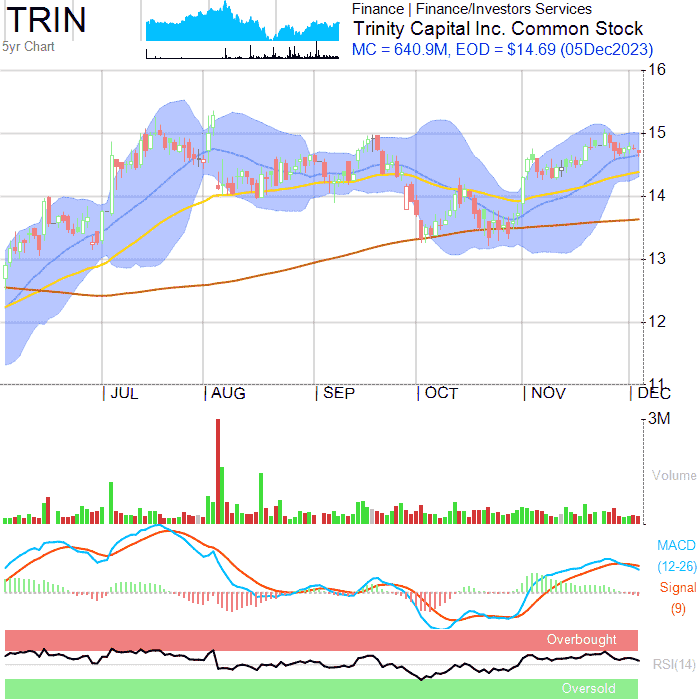 TRIN
5yr Chart
Finance | Finance/Investors Services
Trinity Capital Inc. Common Stock
MC = 640.9M, EOD = $14.69 (05Dec2023)
16
15
14
13
12
11
JUL AUG SEP OCT NOV DEC
3M
Volume
MACD
(12-26)
Signal
(9)
Overbought
RSI(14)
Oversold